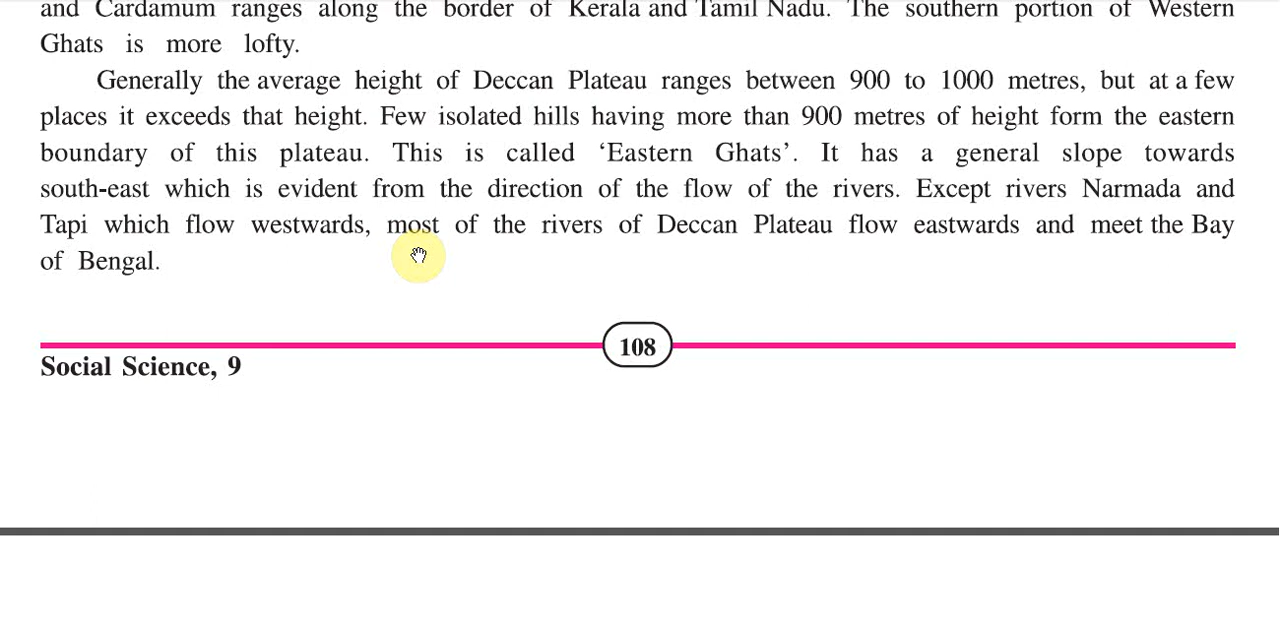 and Cardamum ranges along the border of Kerala and Tamil Nadu. The southern portion of Western
Ghats is more lofty.
Generally the average height of Deccan Plateau ranges between 900 to 1000 metres, but at a few
places it exceeds that height. Few isolated hills having more than 900 metres of height form the eastern
boundary of this plateau. This is called ‘Eastern Ghats’. It has a general slope towards
south-east which is evident from the direction of the flow of the rivers. Except rivers Narmada and
Tapi which flow westwards, most of the rivers of Deccan Plateau flow eastwards and meet the Bay
of Bengal.
108
Social Science, 9